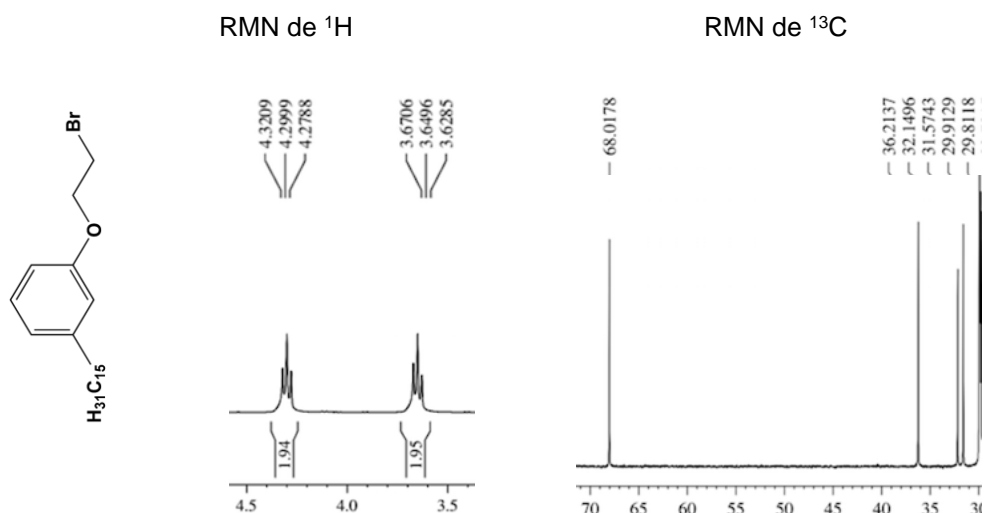 RMN de ¹H
RMN de ¹³C
Br
O
H₃₁C₁₅
4.3209
4.2999
4.2788
3.6706
3.6496
3.6285
1.94
1.95
4.5 4.0 3.5
68.0178
36.2137
32.1496
31.5743
29.9129
29.8118
70 65 60 55 50 45 40 35 30